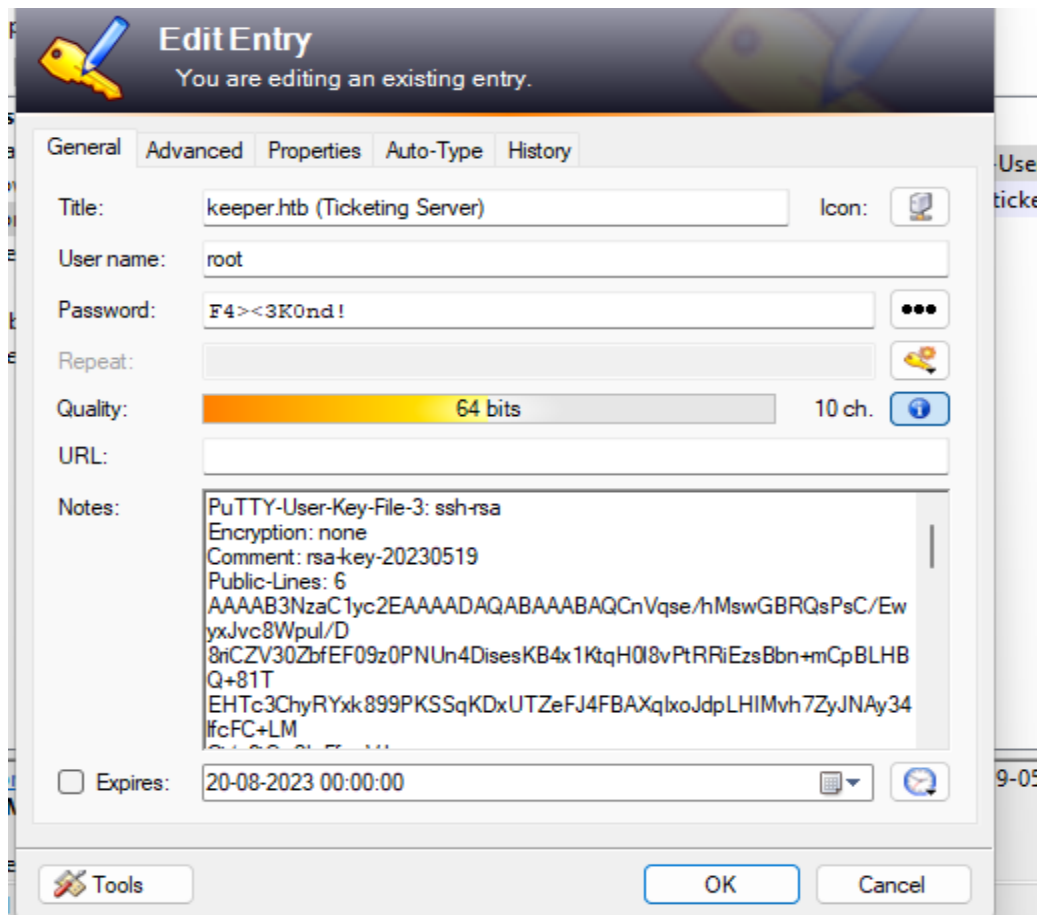 Edit Entry
You are editing an existing entry.
General Advanced Properties Auto-Type History
Title: keeper.htb (Ticketing Server) Icon:
User name: root
Password: F4><3K0nd!
Repeat:
Quality: 64 bits 10 ch.
URL:
Notes: PuTTY-User-Key-File-3: ssh-rsa
Encryption: none
Comment: rsa-key-20230519
Public-Lines: 6
AAAAB3NzaC1yc2EAAAADAQABAAABAQCnVqse/hMswGBRQsPsC/Ew
yxJvc8Wpul/D
8riCZV30ZbfEF09z0PNUn4DisesKB4x1KtqH0l8vPtRRiEzsBbn+mCpBLHB
Q+81T
EHTc3ChyRYxk899PKSSqKDxUTZeFJ4FBAXqlxoJdpLHIMvh7ZyJNAy34
lfcFC+LM
Expires: 20-08-2023 00:00:00
Tools OK Cancel